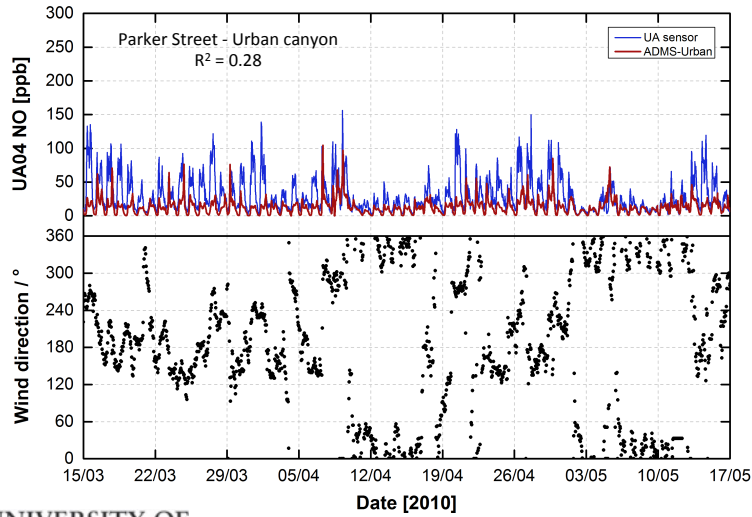 300
250
200
150
100
50
0
UA04 NO [ppb]
Parker Street - Urban canyon
R² = 0.28
UA sensor
ADMS-Urban
360
300
240
180
120
60
0
Wind direction / °
15/03 22/03 29/03 05/04 12/04 19/04 26/04 03/05 10/05 17/05
Date [2010]
UNIVERSITY OF